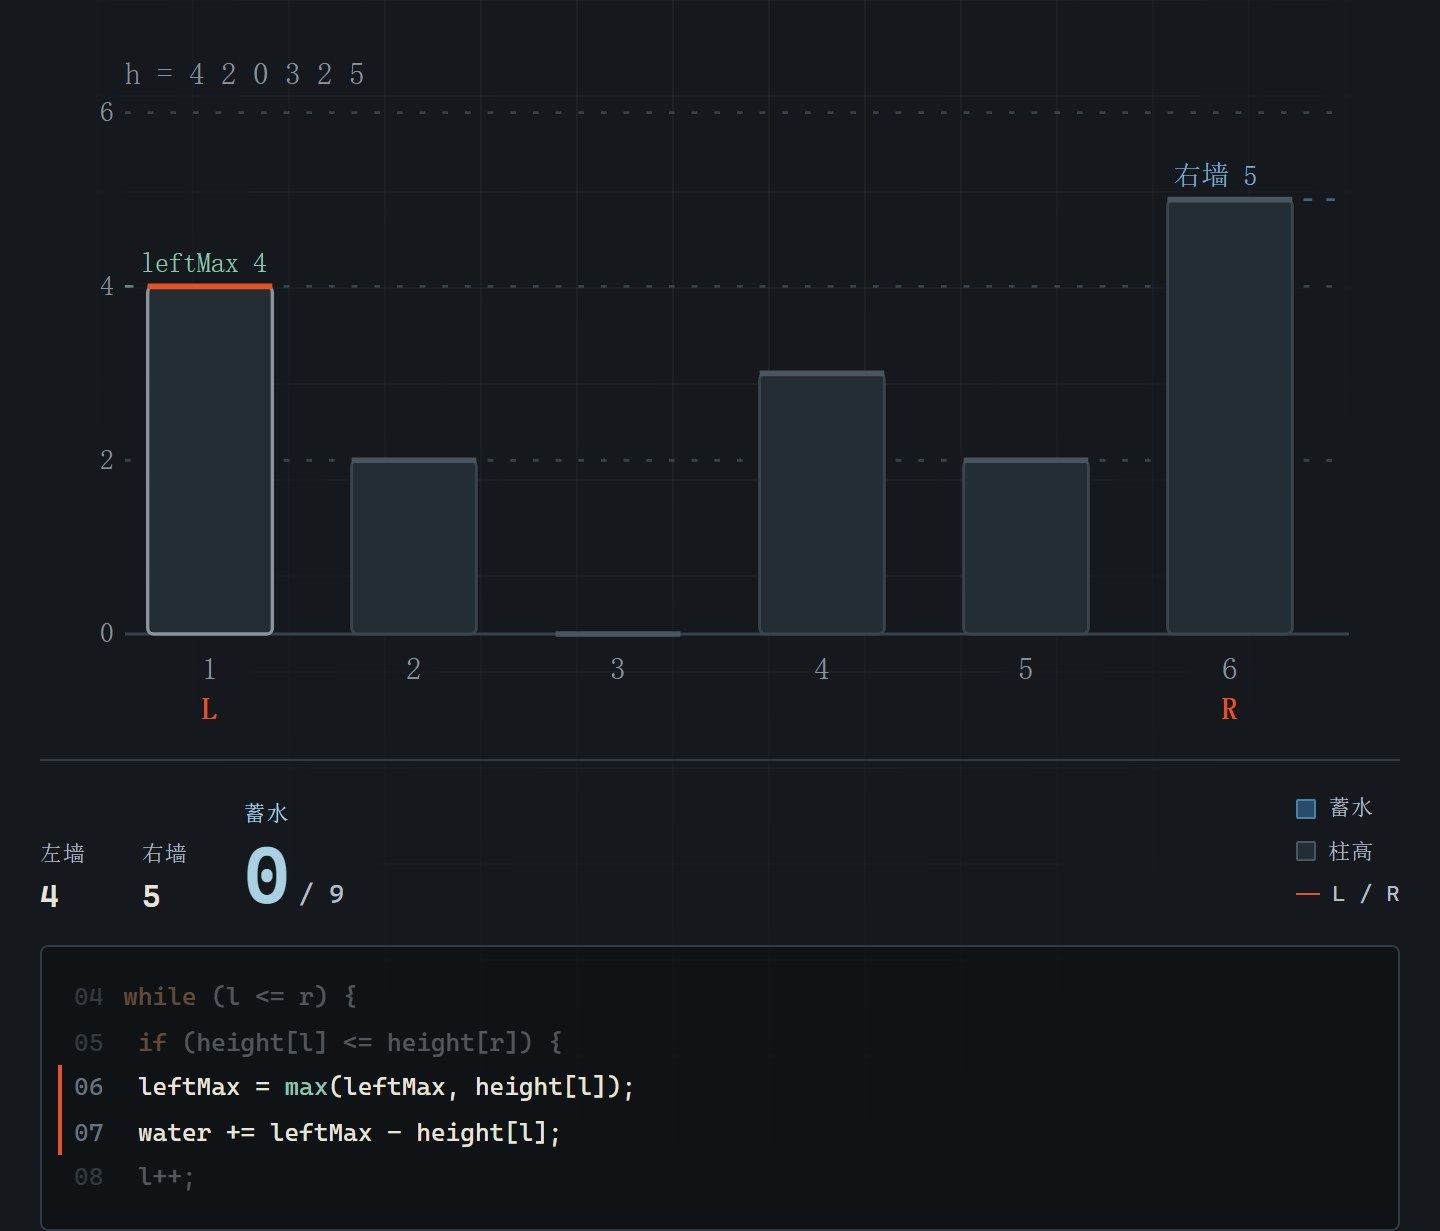 h = 4 2 0 3 2 5
6
右墙 5
leftMax 4
4
2
0
1 2 3 4 5 6
L R
蓄水
左墙 右墙
4 5 0 / 9
蓄水
柱高
L / R
04 while (l <= r) {
05 if (height[l] <= height[r]) {
06 leftMax = max(leftMax, height[l]);
07 water += leftMax − height[l];
08 l++;